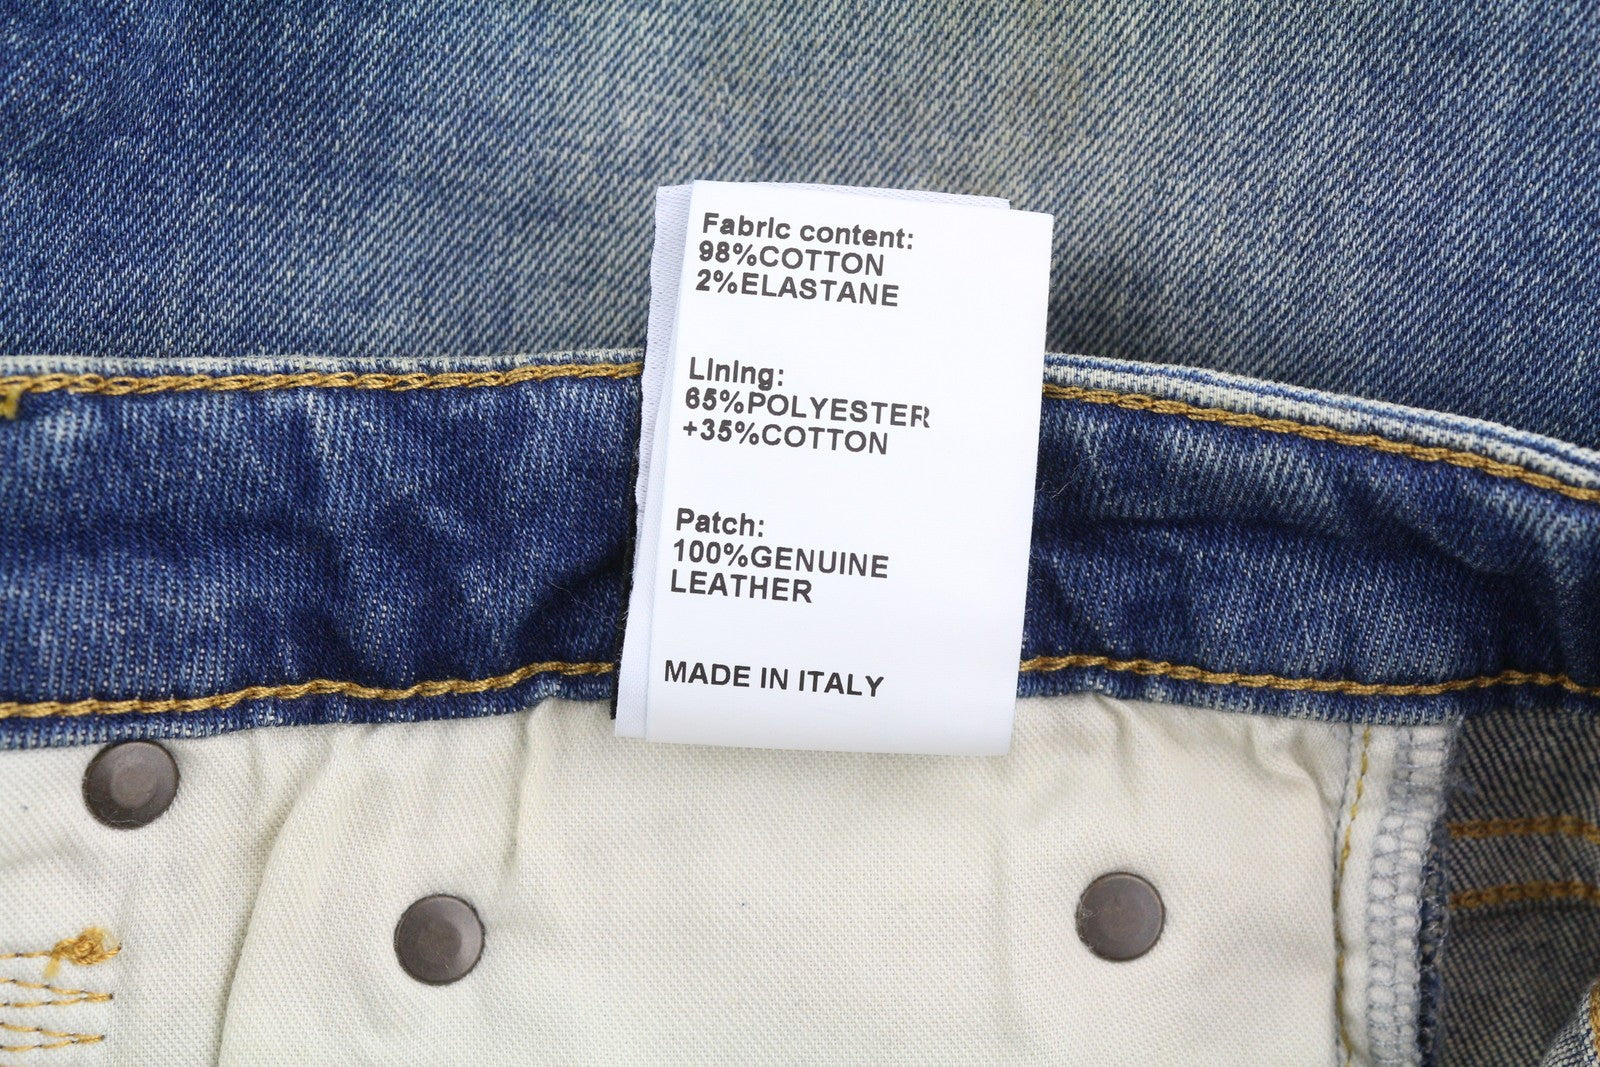 Fabric content:
98%COTTON
2%ELASTANE
Lining:
65%POLYESTER
+35%COTTON
Patch:
100%GENUINE
LEATHER
MADE IN ITALY